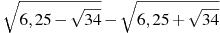 √(6,25 − √34) − √(6,25 + √34)